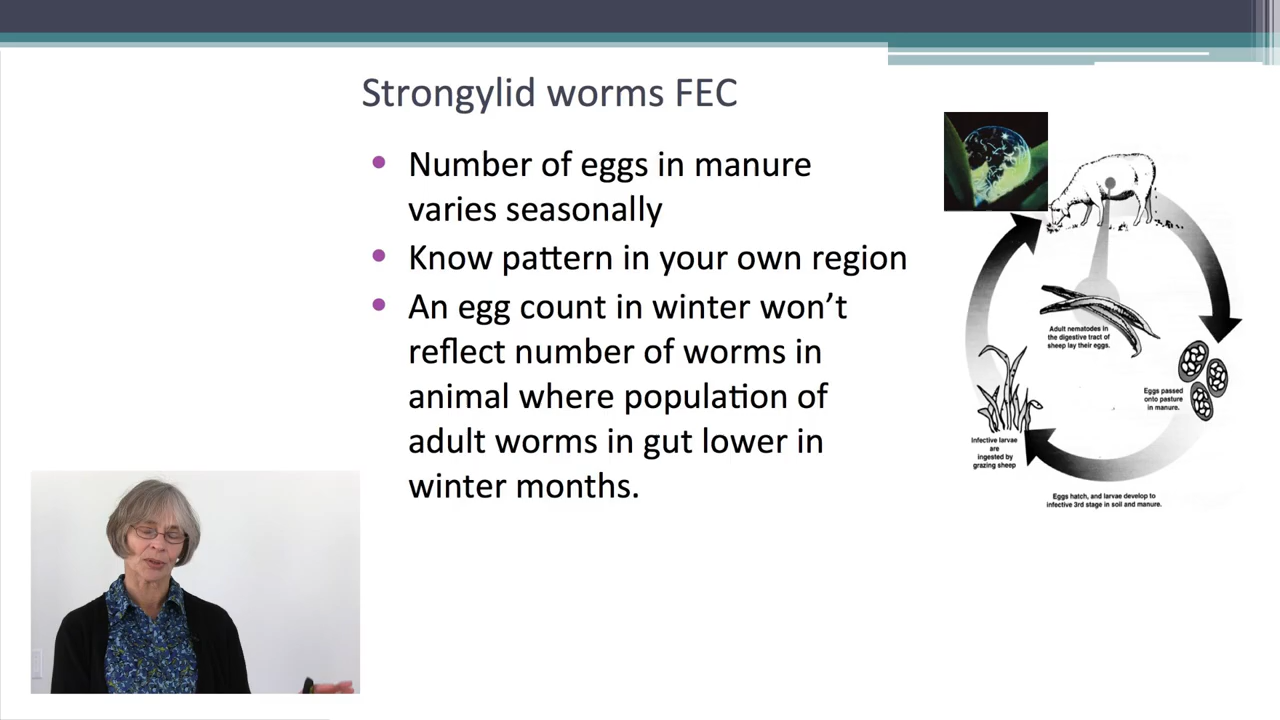 Strongylid worms FEC
• Number of eggs in manure
varies seasonally
• Know pattern in your own region
• An egg count in winter won’t
reflect number of worms in
animal where population of
adult worms in gut lower in
winter months.
Adult nematodes in
the digestive tract of
sheep lay their eggs.
Eggs passed
onto pasture
in manure.
Infective larvae
are
ingested by
grazing sheep
Eggs hatch, and larvae develop to
infective 3rd stage in soil and manure.